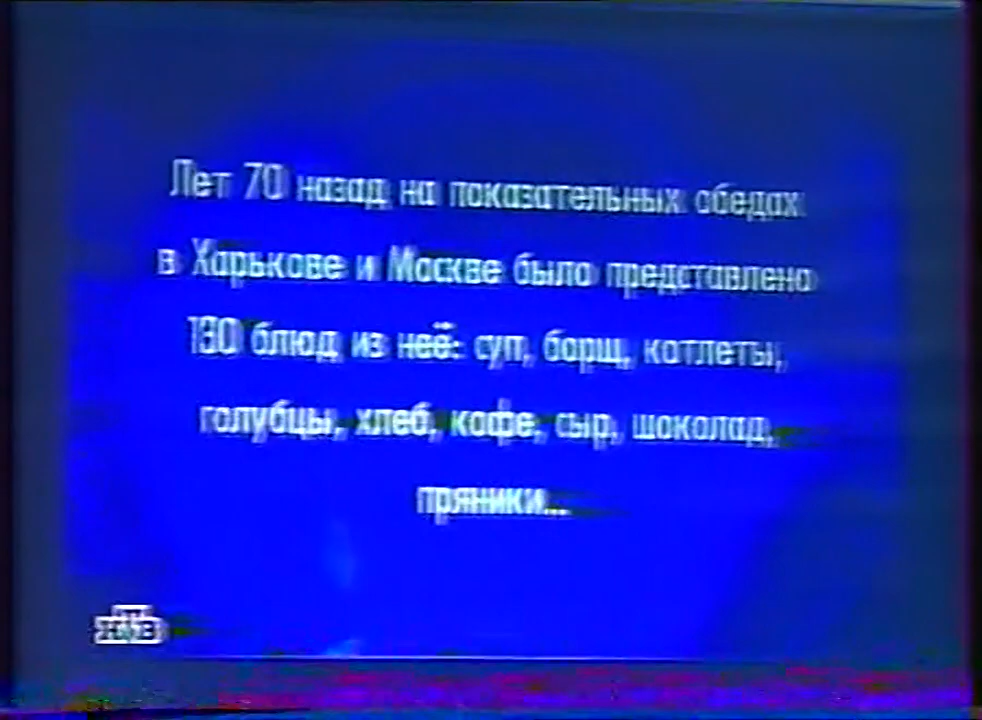 Лет 70 назад на показательных обедах
в Харькове и Москве было представлено
130 блюд из неё: суп, борщ, котлеты,
голубцы, хлеб, кофе, сыр, шоколад,
пряники...
НТВ